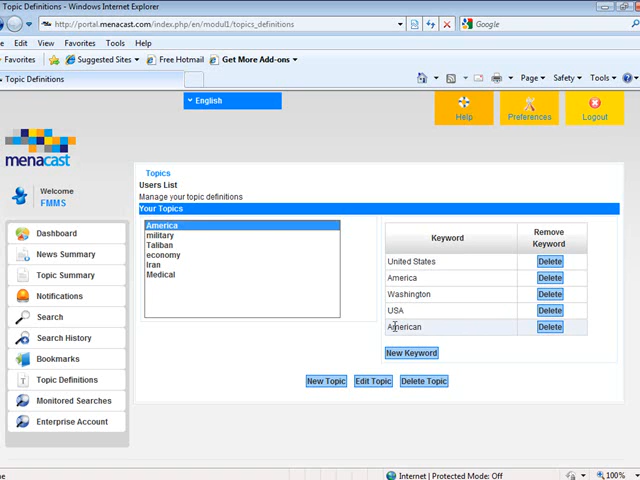 Topic Definitions - Windows Internet Explorer
http://portal.menacast.com/index.php/en/modul1/topics_definitions
Google
Edit View Favorites Tools Help
Favorites Suggested Sites Free Hotmail Get More Add-ons
Topic Definitions
Page Safety Tools
English
Help Preferences Logout
menacast
Welcome
FMMS
Dashboard
News Summary
Topic Summary
Notifications
Search
Search History
Bookmarks
Topic Definitions
Monitored Searches
Enterprise Account
Topics
Users List
Manage your topic definitions
Your Topics
America
military
Taliban
economy
Iran
Medical
Keyword Remove Keyword
United States Delete
America Delete
Washington Delete
USA Delete
American Delete
New Keyword
New Topic Edit Topic Delete Topic
Internet | Protected Mode: Off 100%